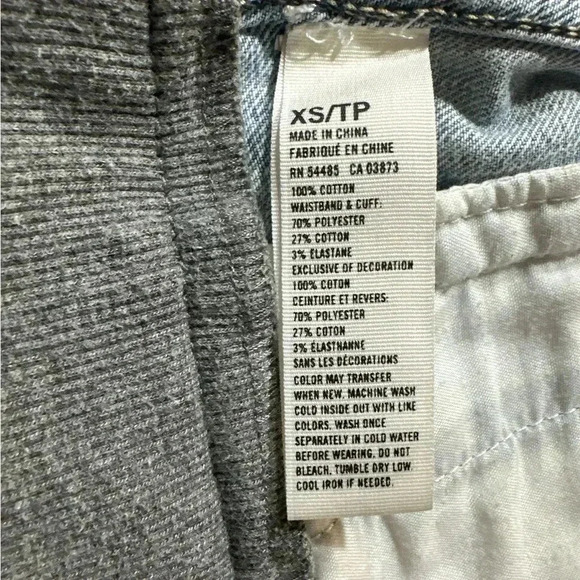 XS/TP
MADE IN CHINA
FABRIQUÉ EN CHINE
RN 54485 CA 03873
100% COTTON
WAISTBAND & CUFF:
70% POLYESTER
27% COTTON
3% ELASTANE
EXCLUSIVE OF DECORATION
100% COTON
CEINTURE ET REVERS:
70% POLYESTER
27% COTON
3% ÉLASTHANNE
SANS LES DÉCORATIONS
COLOR MAY TRANSFER
WHEN NEW. MACHINE WASH
COLD INSIDE OUT WITH LIKE
COLORS. WASH ONCE
SEPARATELY IN COLD WATER
BEFORE WEARING. DO NOT
BLEACH. TUMBLE DRY LOW.
COOL IRON IF NEEDED.